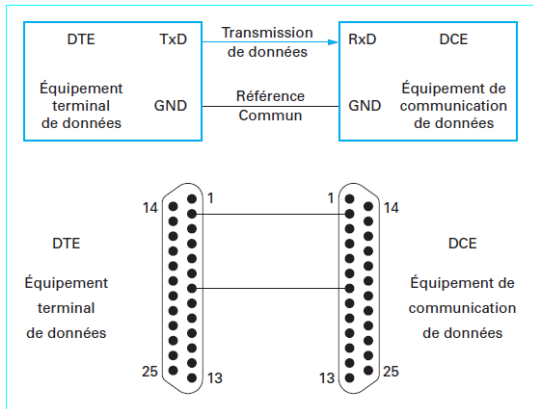 DTE
TxD
Transmission
de données
RxD
DCE
Équipement
terminal
de données
GND
Référence
Commun
GND
Équipement de
communication
de données
1
14
1
14
DTE
Équipement
terminal
de données
DCE
Équipement de
communication
de données
25
13
13
25